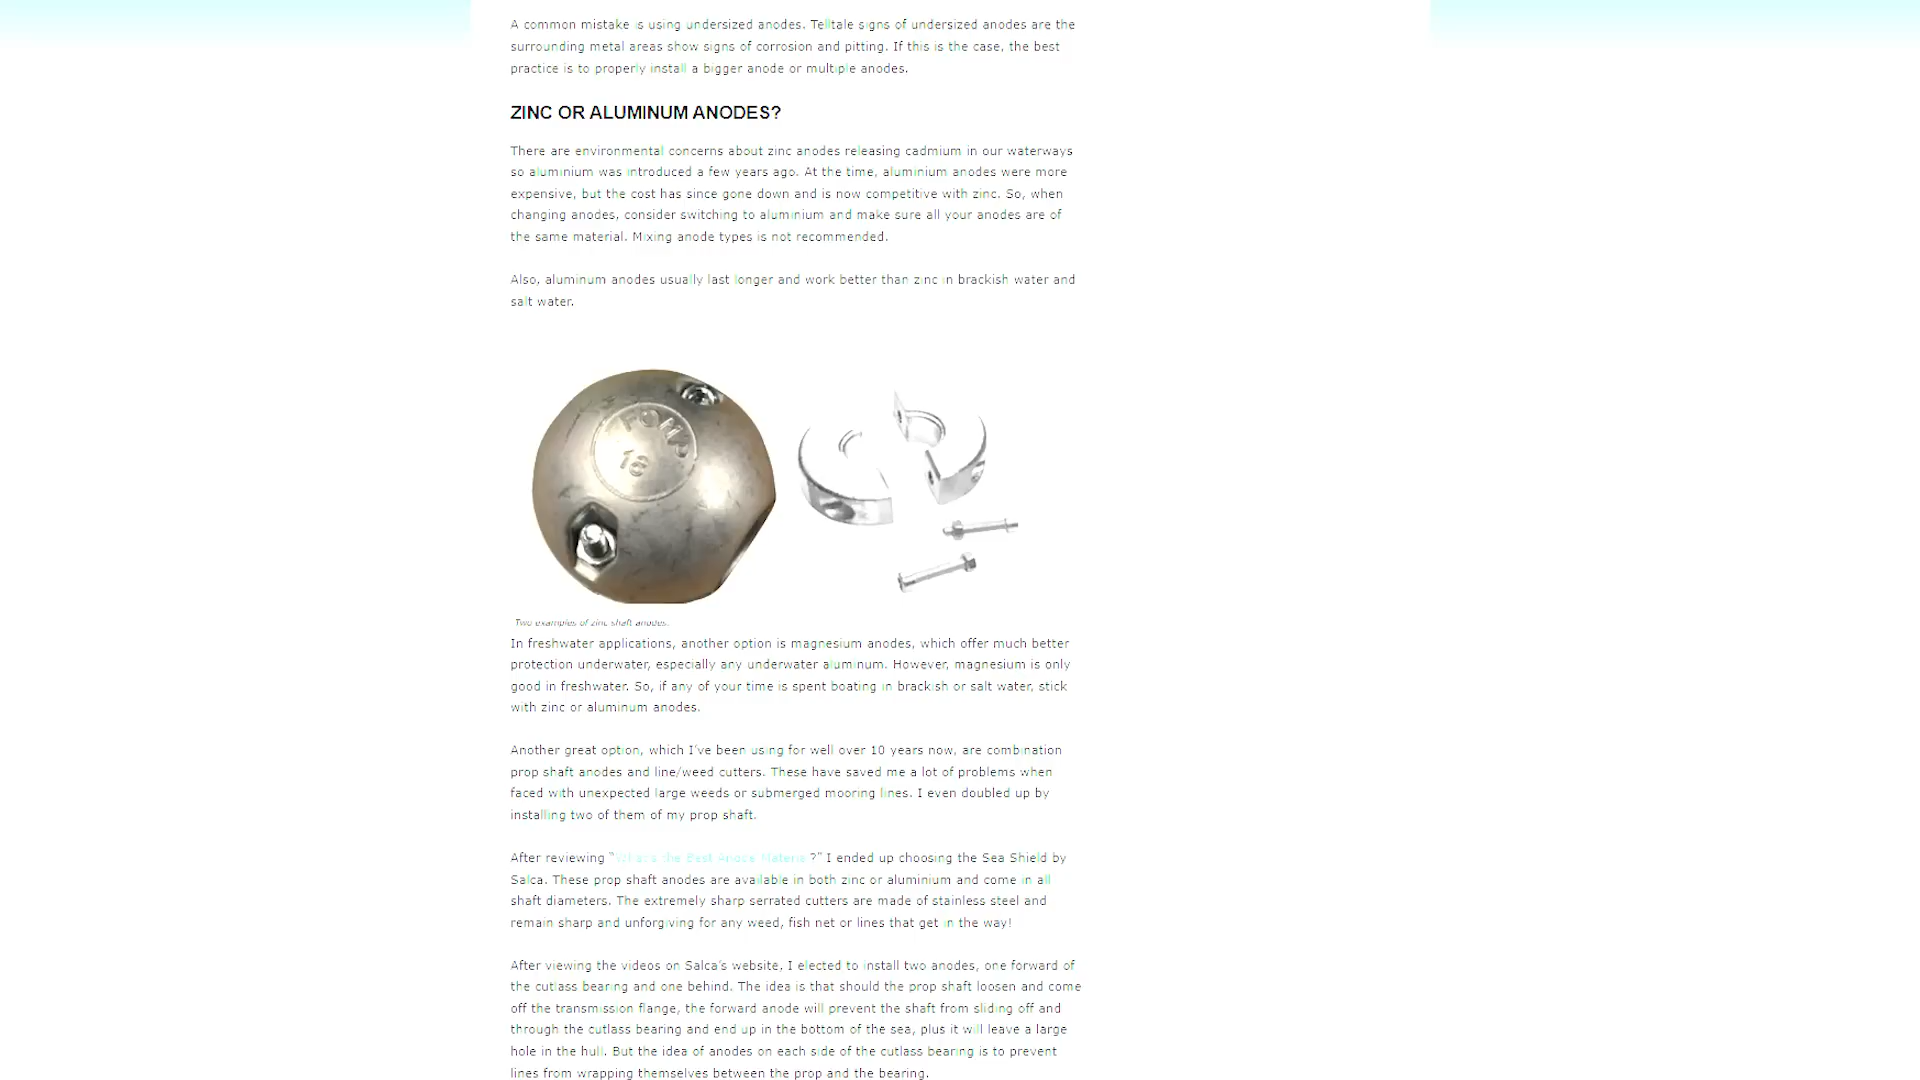 A common mistake is using undersized anodes. Telltale signs of undersized anodes are the
surrounding metal areas show signs of corrosion and pitting. If this is the case, the best
practice is to properly install a bigger anode or multiple anodes.
ZINC OR ALUMINUM ANODES?
There are environmental concerns about zinc anodes releasing cadmium in our waterways
so aluminium was introduced a few years ago. At the time, aluminium anodes were more
expensive, but the cost has since gone down and is now competitive with zinc. So, when
changing anodes, consider switching to aluminium and make sure all your anodes are of
the same material. Mixing anode types is not recommended.
Also, aluminum anodes usually last longer and work better than zinc in brackish water and
salt water.
16
Two examples of zinc shaft anodes.
In freshwater applications, another option is magnesium anodes, which offer much better
protection underwater, especially any underwater aluminum. However, magnesium is only
good in freshwater. So, if any of your time is spent boating in brackish or salt water, stick
with zinc or aluminum anodes.
Another great option, which I've been using for well over 10 years now, are combination
prop shaft anodes and line/weed cutters. These have saved me a lot of problems when
faced with unexpected large weeds or submerged mooring lines. I even doubled up by
installing two of them of my prop shaft.
After reviewing "What's the Best Anode Material?" I ended up choosing the Sea Shield by
Salca. These prop shaft anodes are available in both zinc or aluminium and come in all
shaft diameters. The extremely sharp serrated cutters are made of stainless steel and
remain sharp and unforgiving for any weed, fish net or lines that get in the way!
After viewing the videos on Salca's website, I elected to install two anodes, one forward of
the cutlass bearing and one behind. The idea is that should the prop shaft loosen and come
off the transmission flange, the forward anode will prevent the shaft from sliding off and
through the cutlass bearing and end up in the bottom of the sea, plus it will leave a large
hole in the hull. But the idea of anodes on each side of the cutlass bearing is to prevent
lines from wrapping themselves between the prop and the bearing.